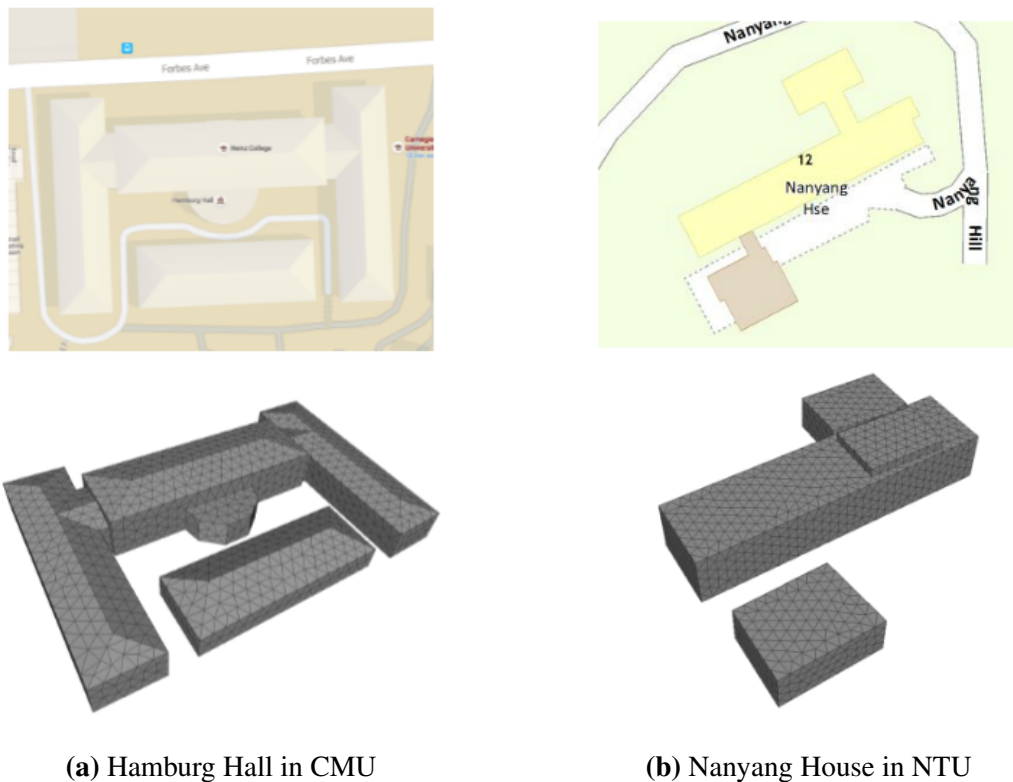 Forbes Ave
Forbes Ave
Heinz College
Hamburg Hall
Carnegie
Nanyang
12
Nanyang
Hse
Nanyang
Hill
(a) Hamburg Hall in CMU
(b) Nanyang House in NTU